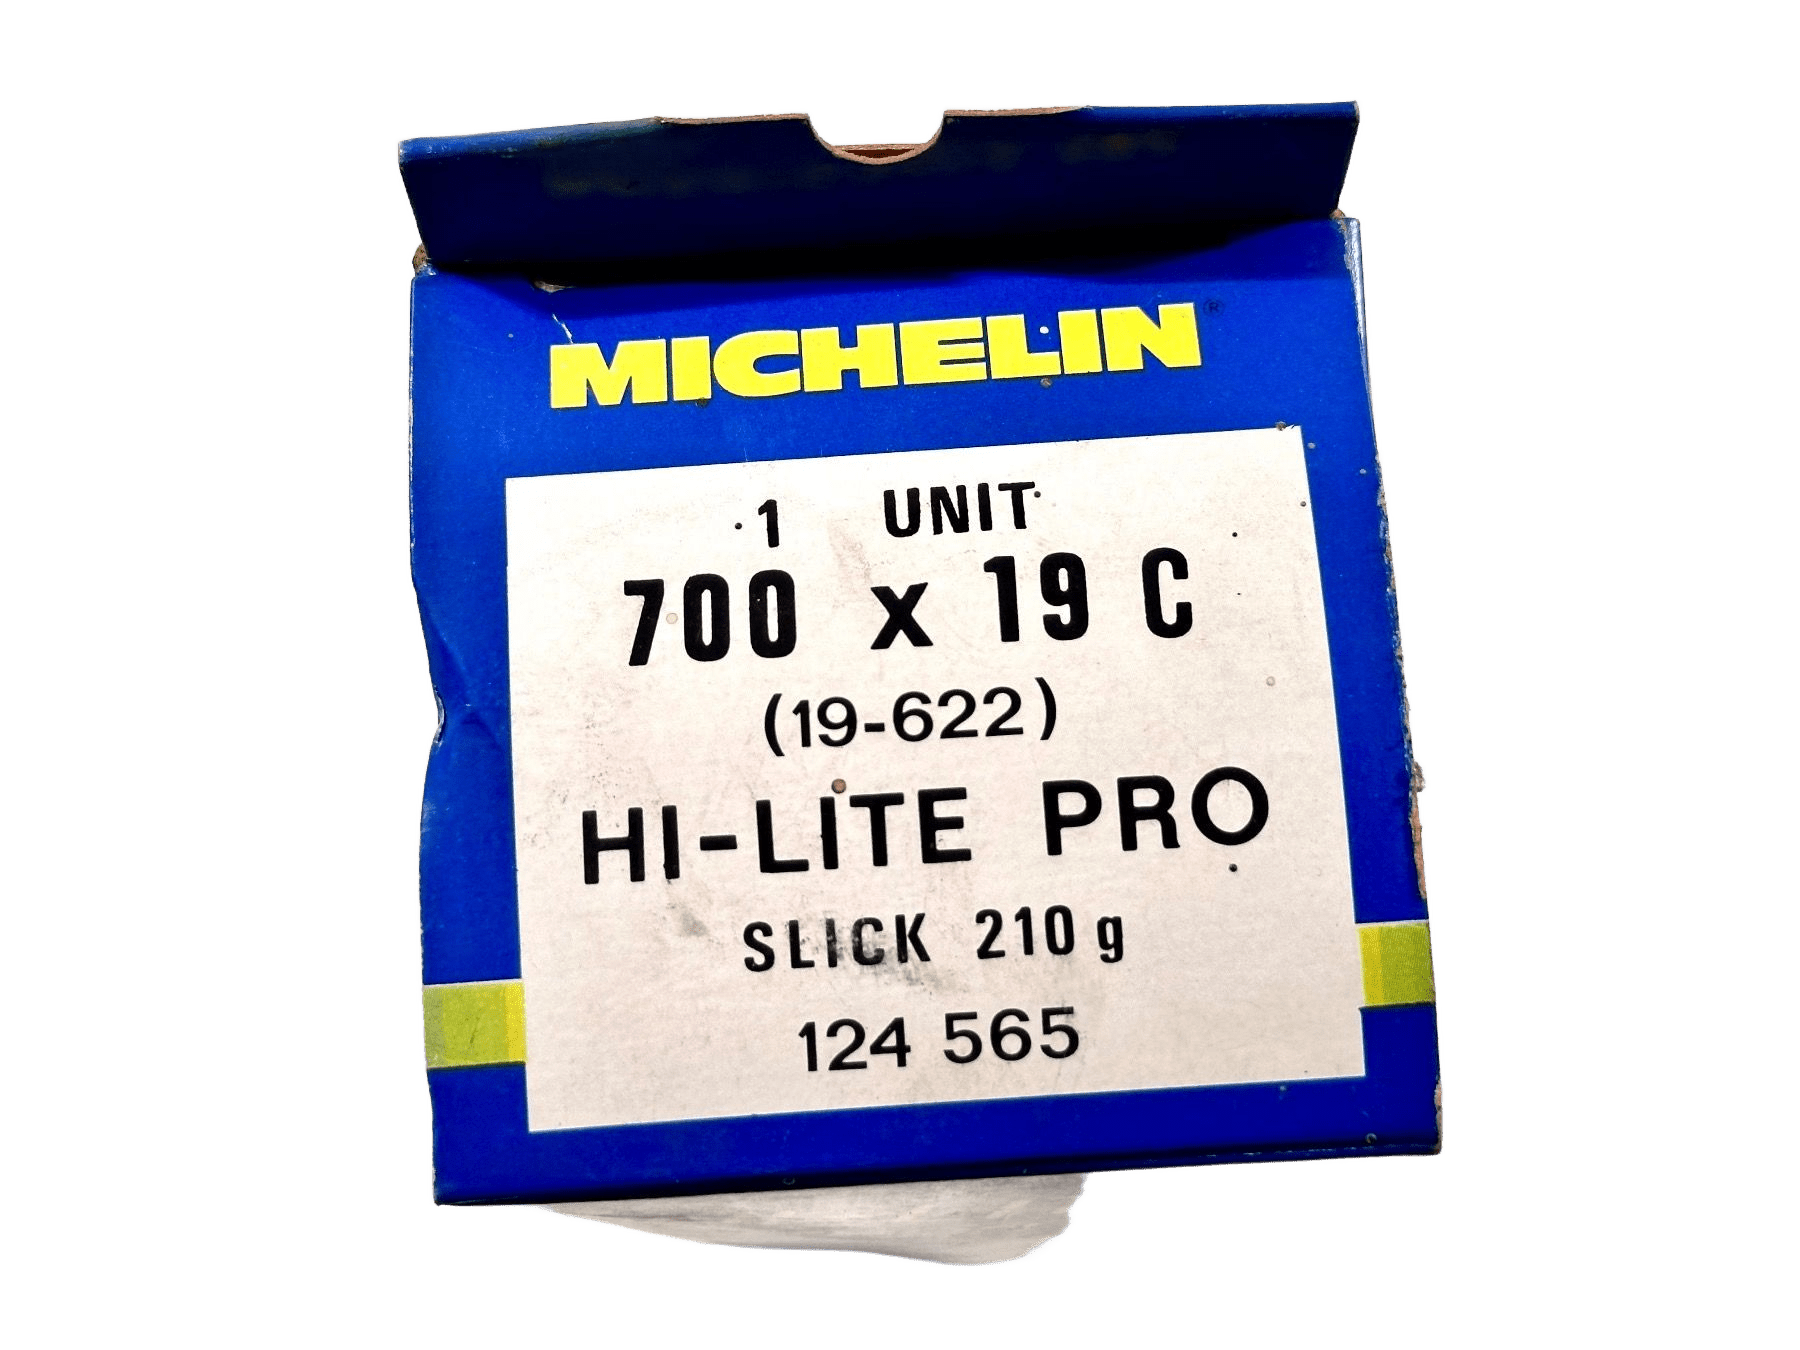 MICHELIN®
1 UNIT
700 x 19 C
(19-622)
HI-LITE PRO
SLICK 210 g
124 565